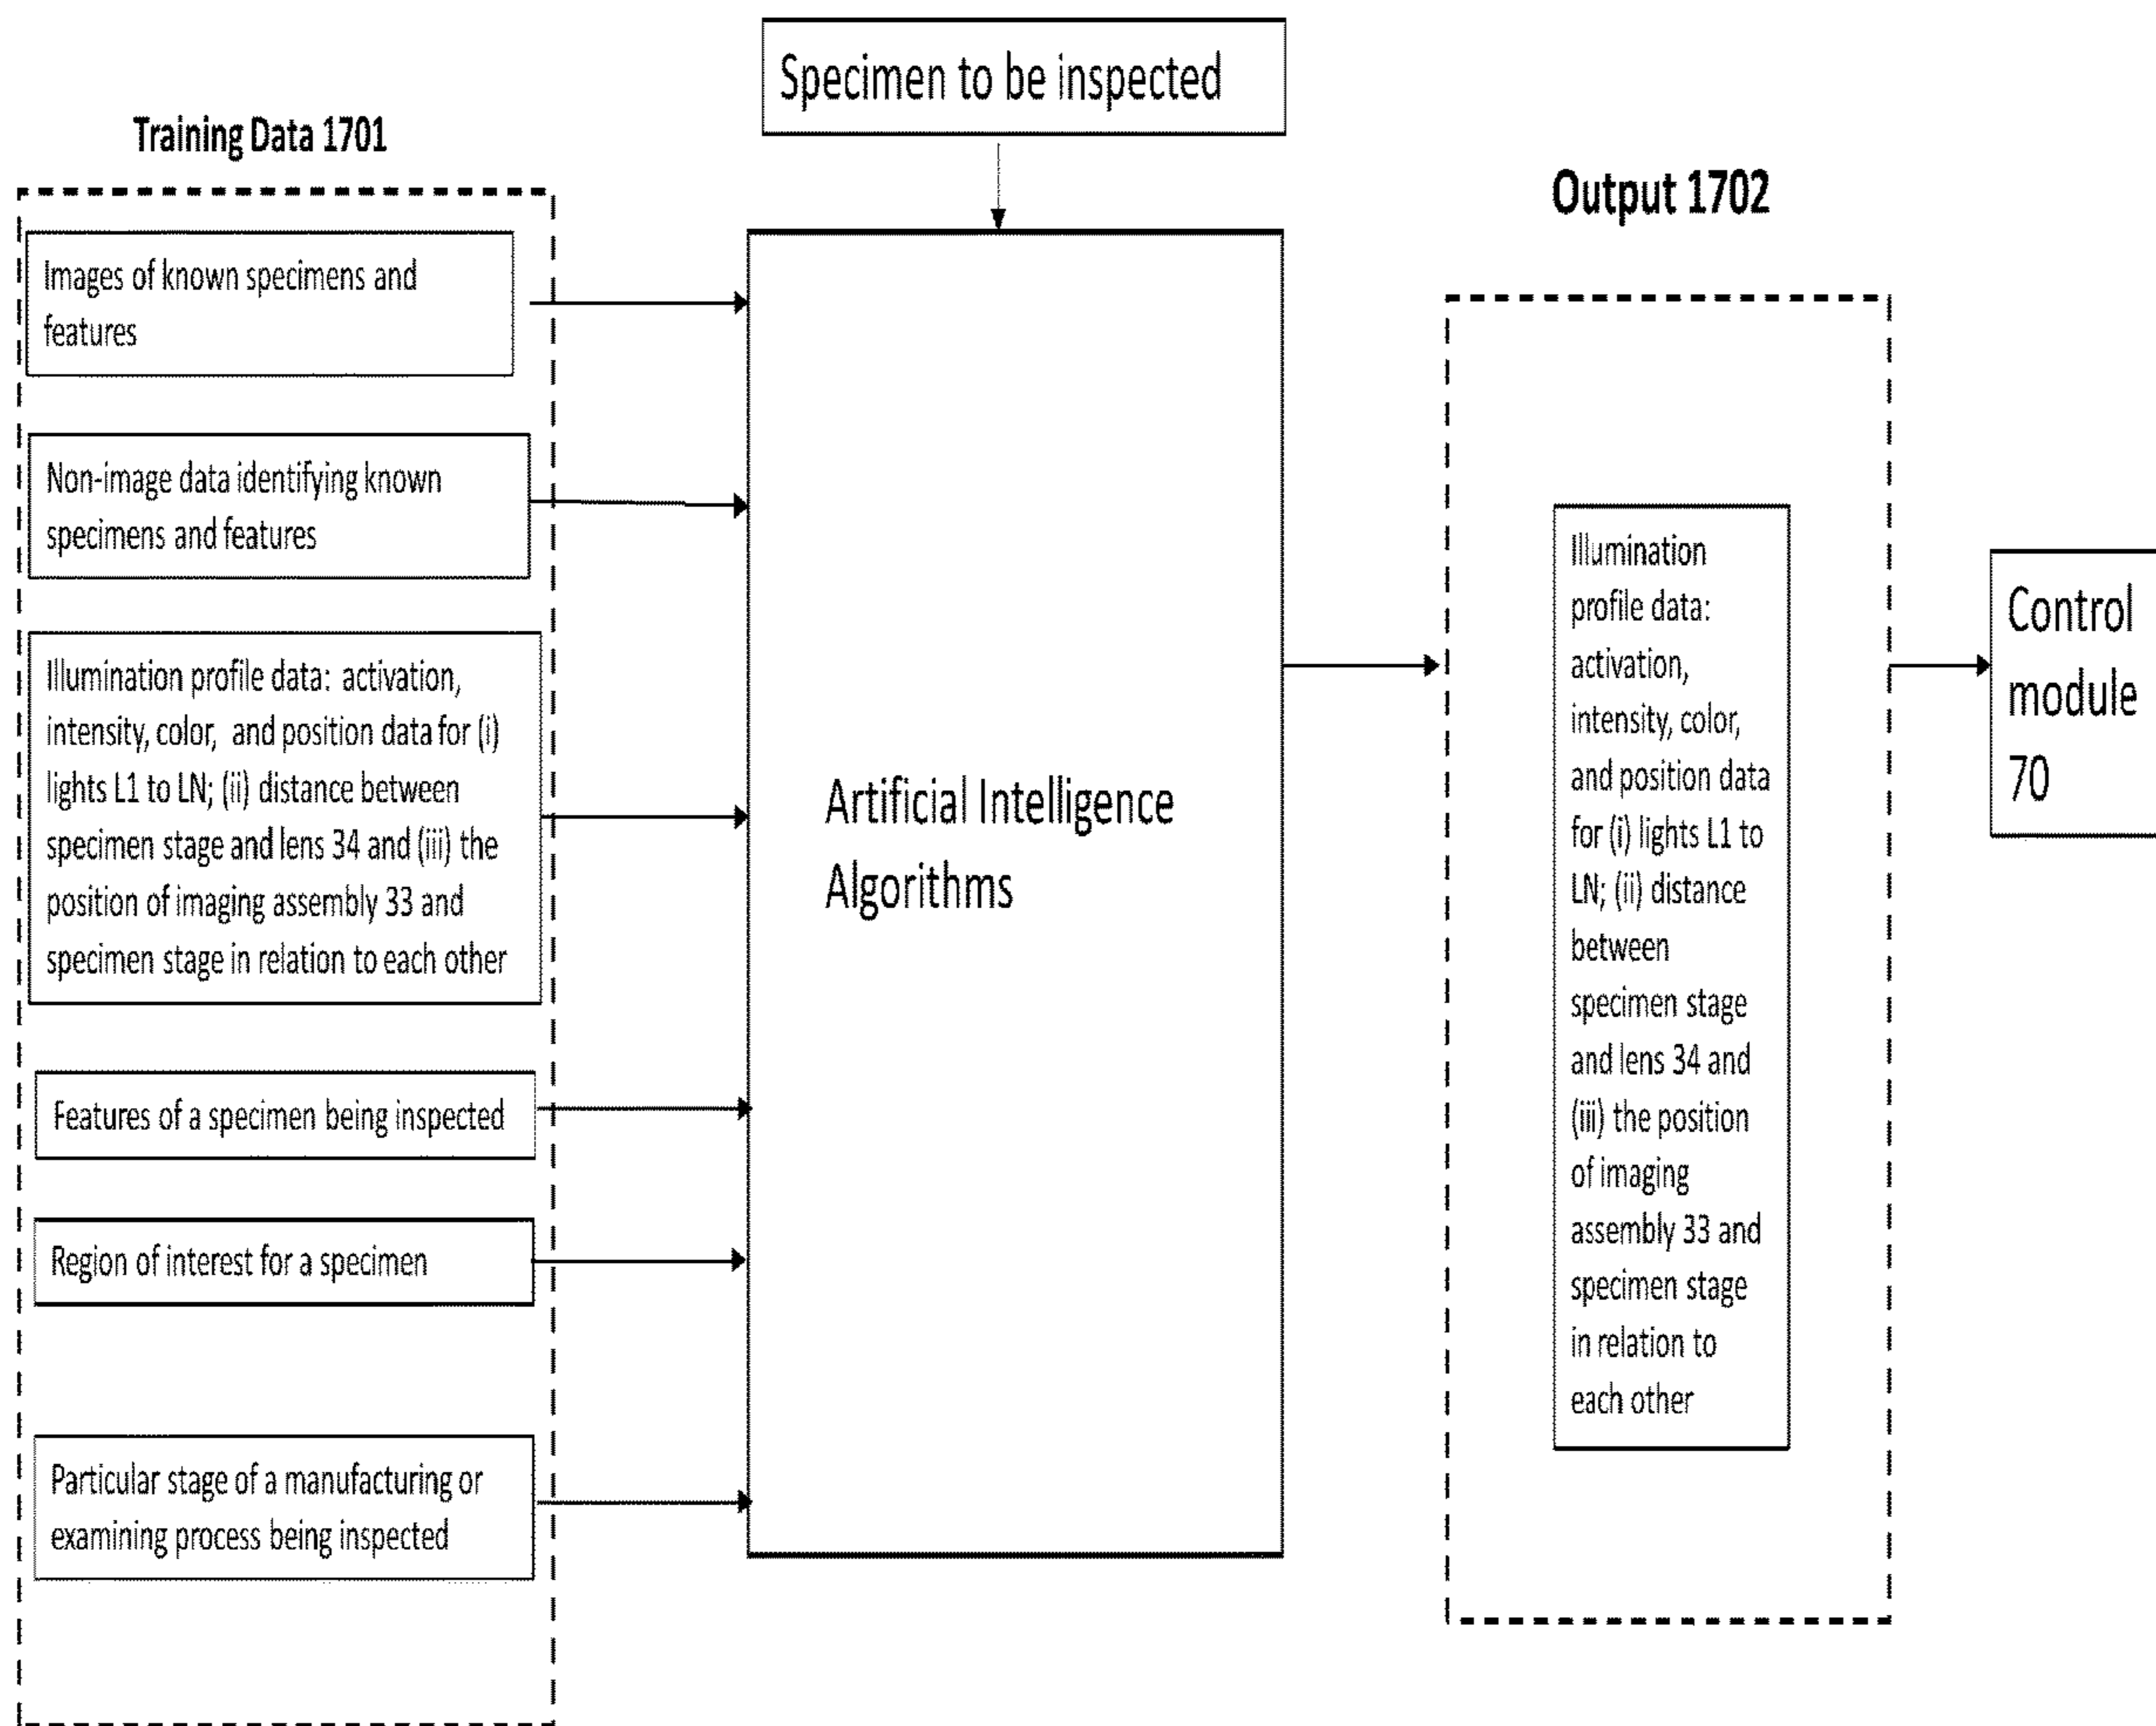 Specimen to be inspected
Training Data 1701
Images of known specimens and
features
Non-image data identifying known
specimens and features
Illumination profile data: activation,
intensity, color, and position data for (i)
lights L1 to LN; (ii) distance between
specimen stage and lens 34 and (iii) the
position of imaging assembly 33 and
specimen stage in relation to each other
Features of a specimen being inspected
Region of interest for a specimen
Particular stage of a manufacturing or
examining process being inspected
Artificial Intelligence
Algorithms
Output 1702
Illumination
profile data:
activation,
intensity, color,
and position data
for (i) lights L1 to
LN; (ii) distance
between
specimen stage
and lens 34 and
(iii) the position
of imaging
assembly 33 and
specimen stage
in relation to
each other
Control
module
70